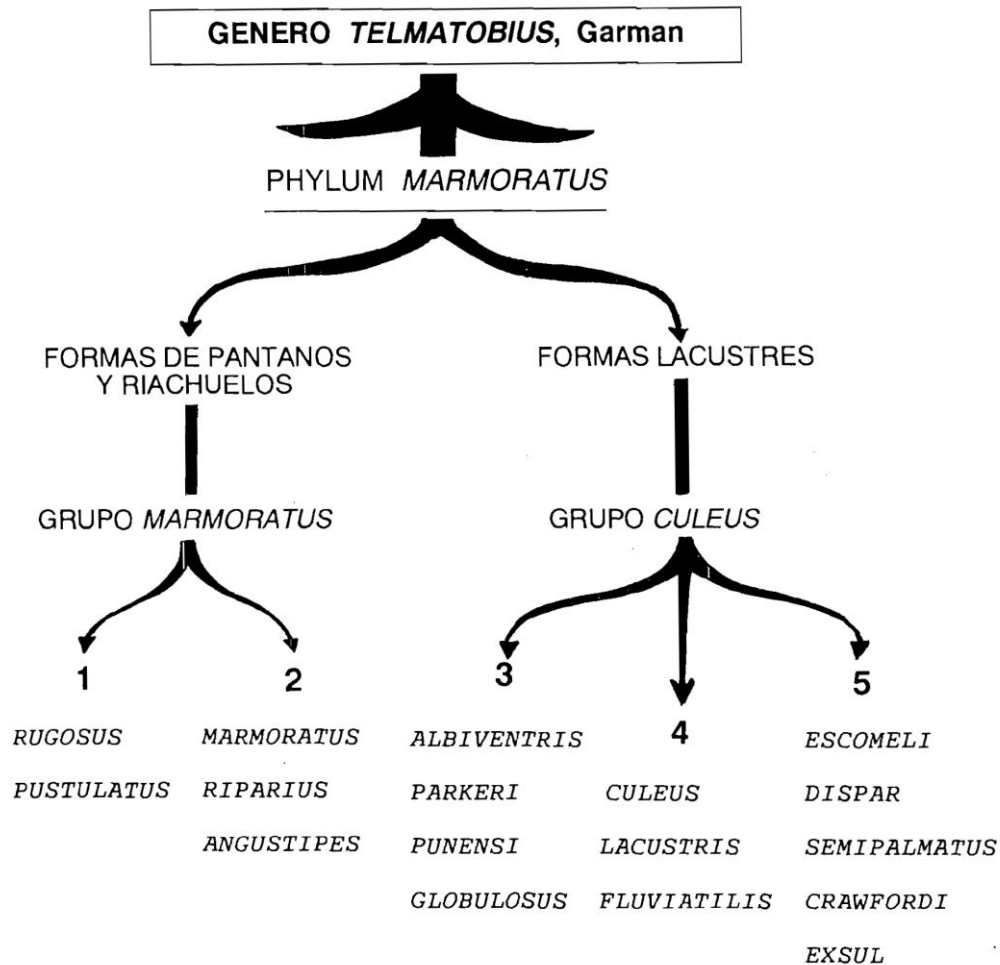 GENERO TELMATOBIUS, Garman
PHYLUM MARMORATUS
FORMAS DE PANTANOS
Y RIACHUELOS
FORMAS LACUSTRES
GRUPO MARMORATUS
GRUPO CULEUS
1
RUGOSUS
PUSTULATUS
2
MARMORATUS
RIPARIUS
ANGUSTIPES
3
ALBIVENTRIS
PARKERI
PUNENSI
GLOBULOSUS
4
CULEUS
LACUSTRIS
FLUVIATILIS
5
ESCOMELI
DISPAR
SEMIPALMATUS
CRAWFORDI
EXSUL